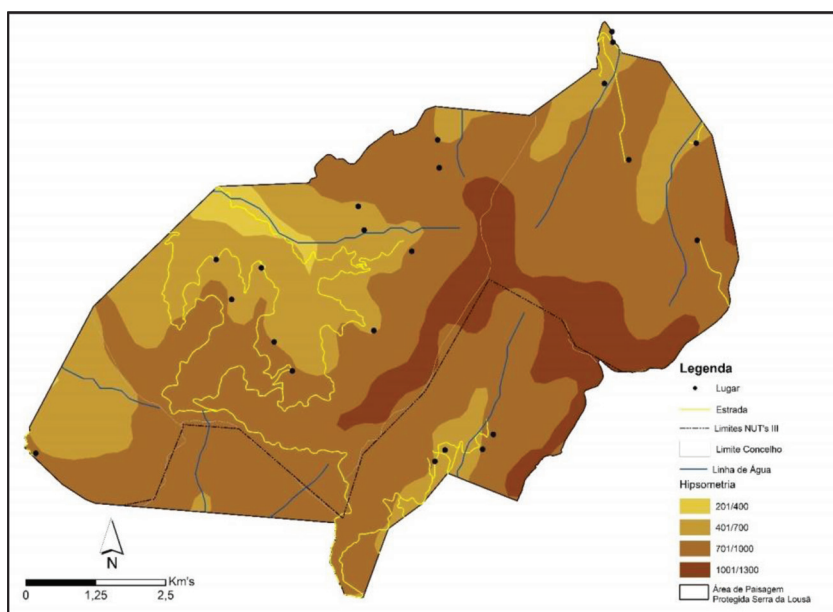 Legenda
Lugar
Estrada
Limites NUT's III
Limite Concelho
Linha de Água
Hipsometria
201/400
401/700
701/1000
1001/1300
Área de Paisagem
Protegida Serra da Lousã
N
0 1,25 2,5 Km's